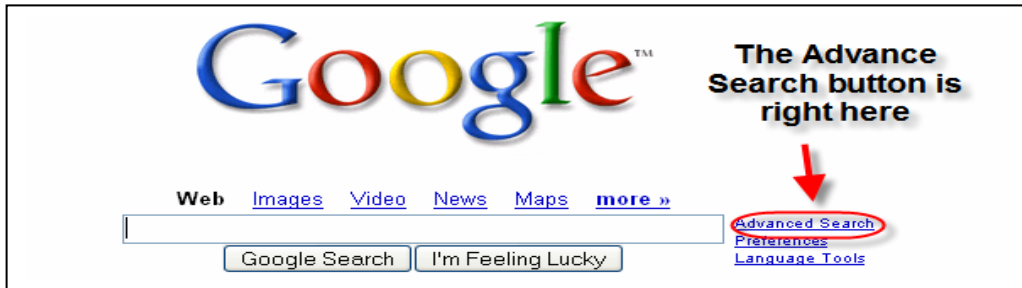 Google™
The Advance
Search button is
right here
Web Images Video News Maps more »
Advanced Search
Preferences
Language Tools
Google Search I'm Feeling Lucky